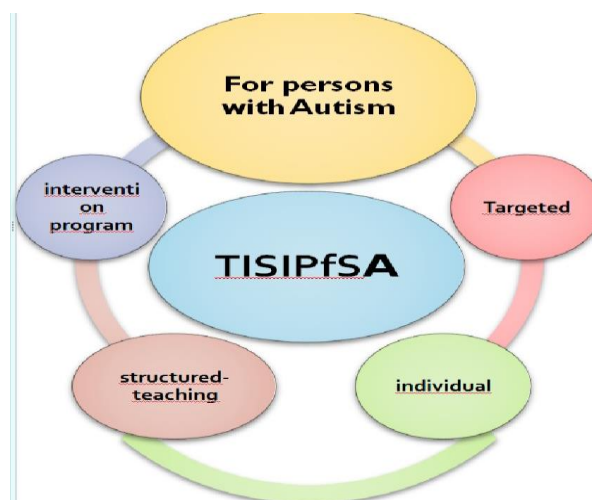 For persons
with Autism
interventi
on
program
Targeted
TISIPfSA
structured-
teaching
individual